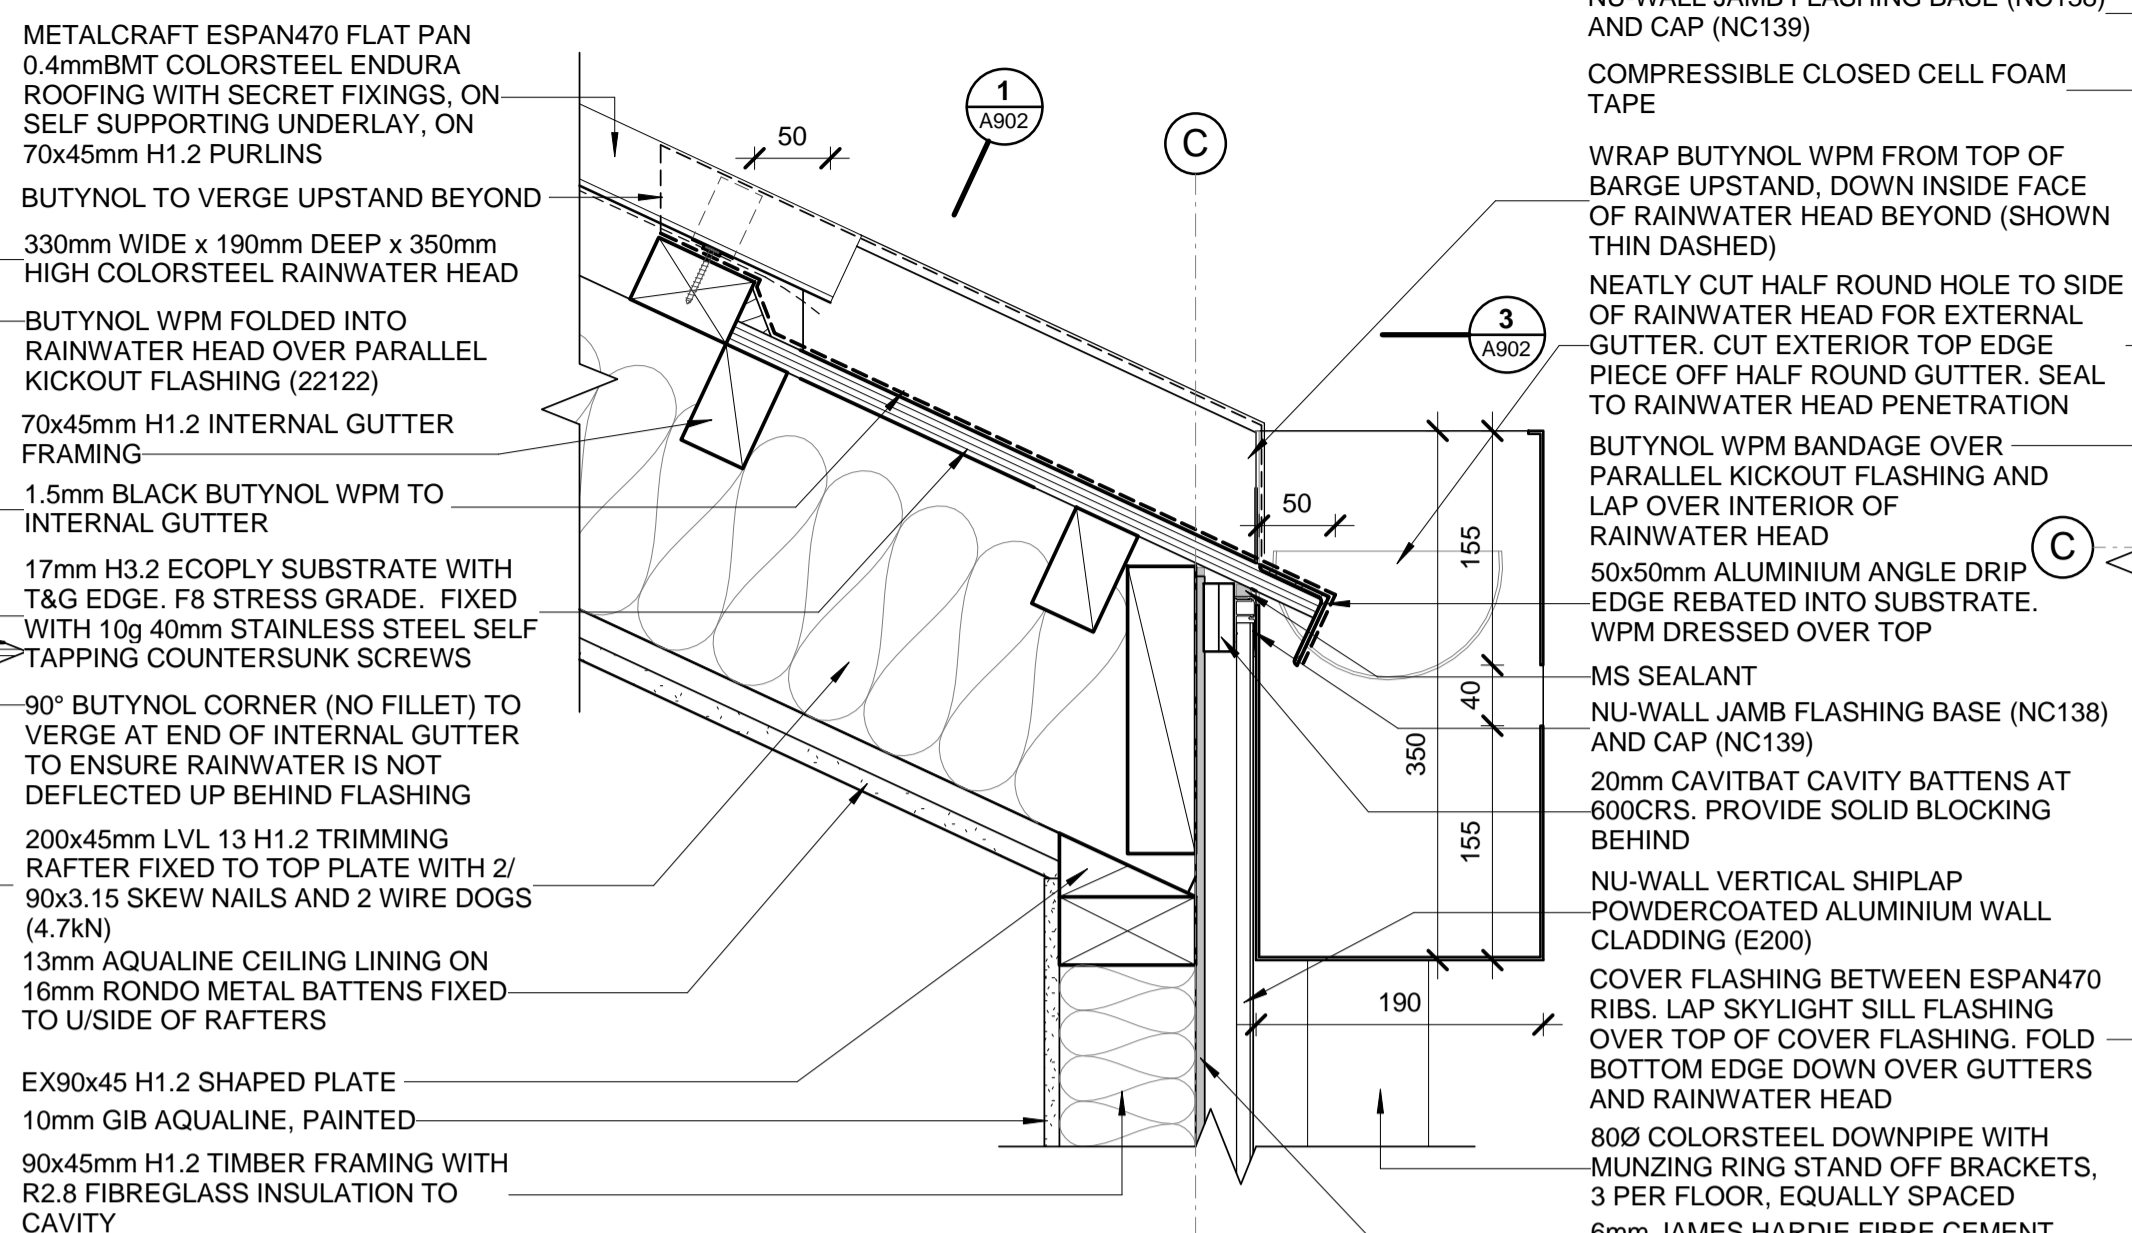 METALCRAFT ESPAN470 FLAT PAN
0.4mmBMT COLORSTEEL ENDURA
ROOFING WITH SECRET FIXINGS, ON
SELF SUPPORTING UNDERLAY, ON
70x45mm H1.2 PURLINS
BUTYNOL TO VERGE UPSTAND BEYOND
330mm WIDE x 190mm DEEP x 350mm
HIGH COLORSTEEL RAINWATER HEAD
BUTYNOL WPM FOLDED INTO
RAINWATER HEAD OVER PARALLEL
KICKOUT FLASHING (22122)
70x45mm H1.2 INTERNAL GUTTER
FRAMING
1.5mm BLACK BUTYNOL WPM TO
INTERNAL GUTTER
17mm H3.2 ECOPLY SUBSTRATE WITH
T&G EDGE. F8 STRESS GRADE. FIXED
WITH 10g 40mm STAINLESS STEEL SELF
TAPPING COUNTERSUNK SCREWS
90° BUTYNOL CORNER (NO FILLET) TO
VERGE AT END OF INTERNAL GUTTER
TO ENSURE RAINWATER IS NOT
DEFLECTED UP BEHIND FLASHING
200x45mm LVL 13 H1.2 TRIMMING
RAFTER FIXED TO TOP PLATE WITH 2/
90x3.15 SKEW NAILS AND 2 WIRE DOGS
(4.7kN)
13mm AQUALINE CEILING LINING ON
16mm RONDO METAL BATTENS FIXED
TO U/SIDE OF RAFTERS
EX90x45 H1.2 SHAPED PLATE
10mm GIB AQUALINE, PAINTED
90x45mm H1.2 TIMBER FRAMING WITH
R2.8 FIBREGLASS INSULATION TO
CAVITY
50
1
A902
C
3
A902
50
155
40
350
155
190
NU-WALL JAMB FLASHING BASE (NC138)
AND CAP (NC139)
COMPRESSIBLE CLOSED CELL FOAM
TAPE
WRAP BUTYNOL WPM FROM TOP OF
BARGE UPSTAND, DOWN INSIDE FACE
OF RAINWATER HEAD BEYOND (SHOWN
THIN DASHED)
NEATLY CUT HALF ROUND HOLE TO SIDE
OF RAINWATER HEAD FOR EXTERNAL
GUTTER. CUT EXTERIOR TOP EDGE
PIECE OFF HALF ROUND GUTTER. SEAL
TO RAINWATER HEAD PENETRATION
BUTYNOL WPM BANDAGE OVER
PARALLEL KICKOUT FLASHING AND
LAP OVER INTERIOR OF
RAINWATER HEAD
C
50x50mm ALUMINIUM ANGLE DRIP
EDGE REBATED INTO SUBSTRATE.
WPM DRESSED OVER TOP
MS SEALANT
NU-WALL JAMB FLASHING BASE (NC138)
AND CAP (NC139)
20mm CAVITBAT CAVITY BATTENS AT
600CRS. PROVIDE SOLID BLOCKING
BEHIND
NU-WALL VERTICAL SHIPLAP
POWDERCOATED ALUMINIUM WALL
CLADDING (E200)
COVER FLASHING BETWEEN ESPAN470
RIBS. LAP SKYLIGHT SILL FLASHING
OVER TOP OF COVER FLASHING. FOLD
BOTTOM EDGE DOWN OVER GUTTERS
AND RAINWATER HEAD
80Ø COLORSTEEL DOWNPIPE WITH
MUNZING RING STAND OFF BRACKETS,
3 PER FLOOR, EQUALLY SPACED
6mm JAMES HARDIE FIBRE CEMENT